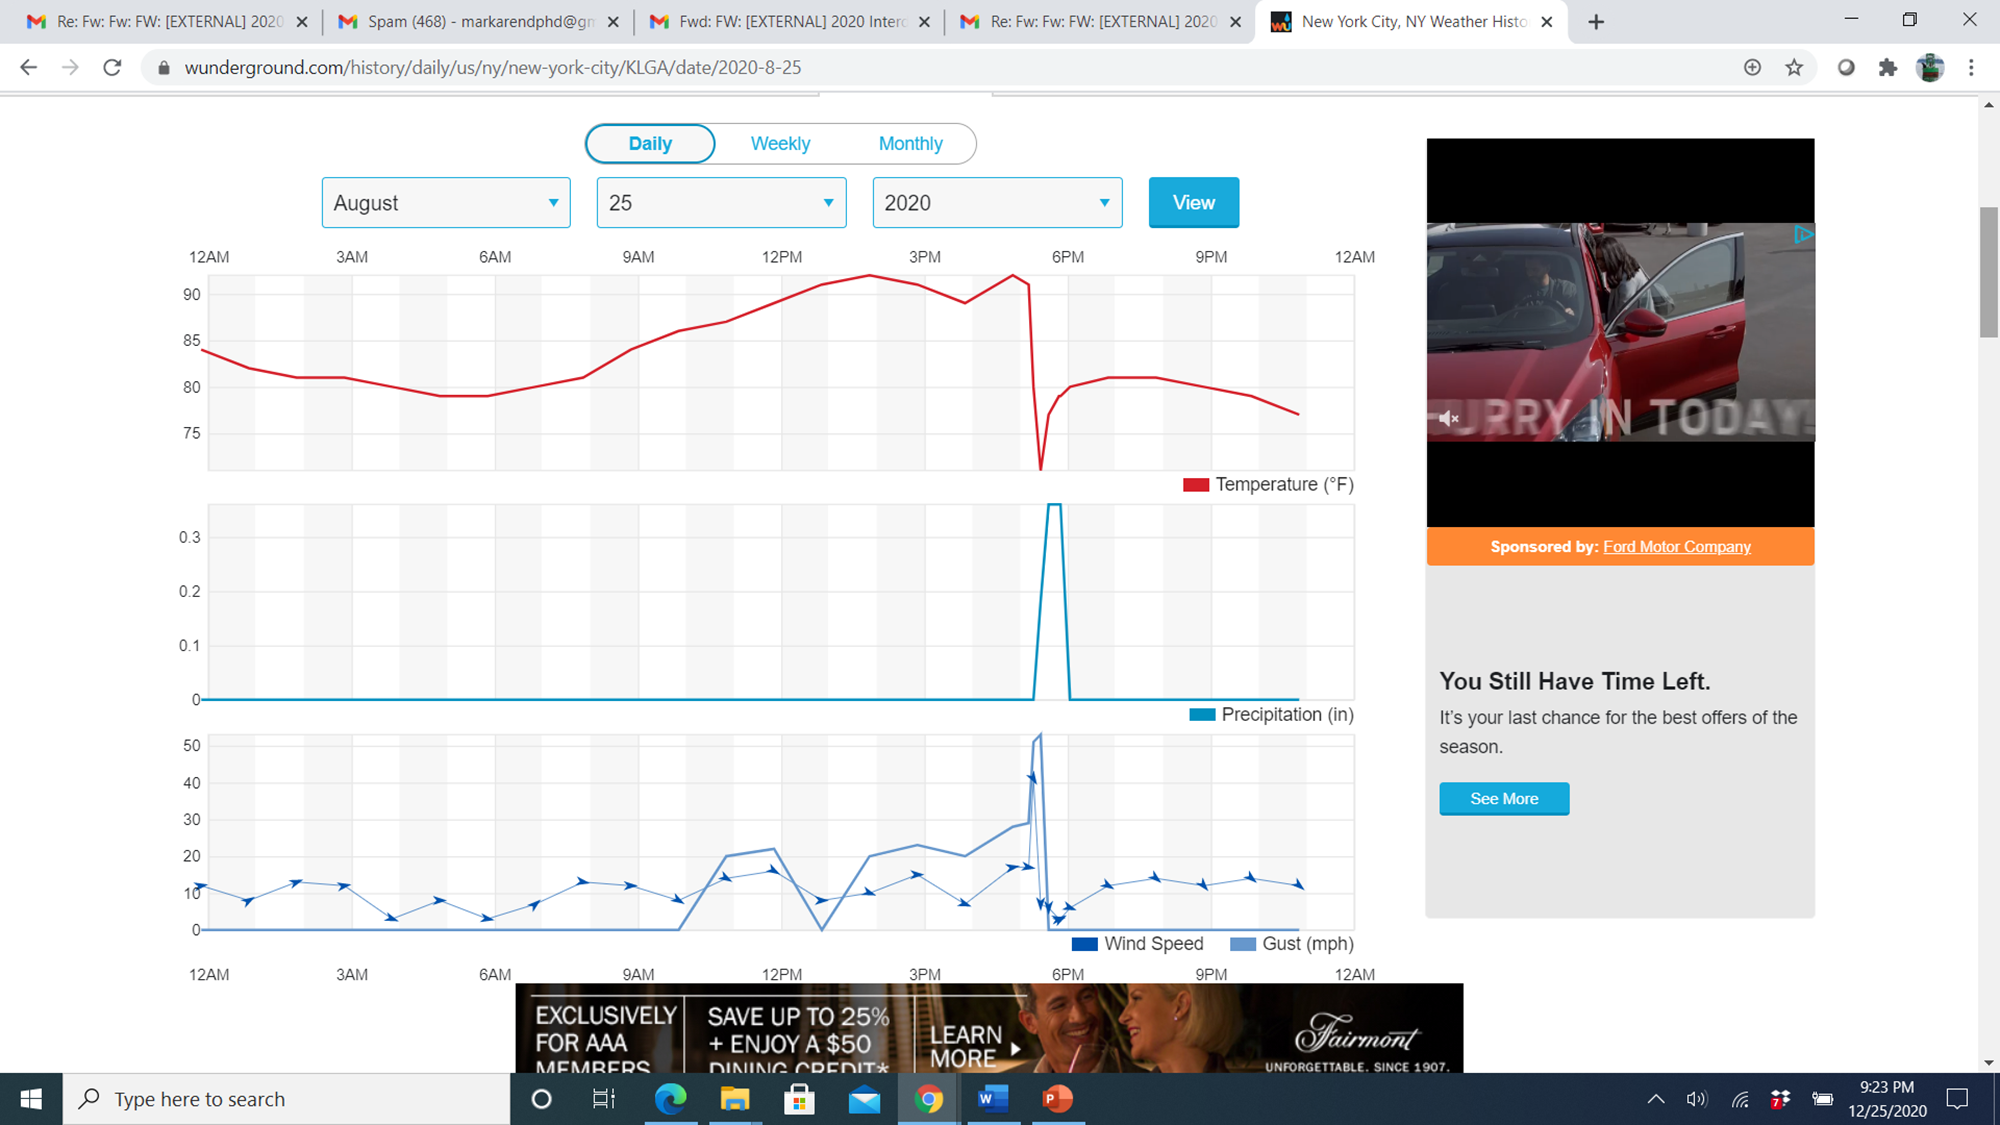 Re: Fw: Fw: FW: [EXTERNAL] 2020
Spam (468) - markarendphd@gm
Fwd: FW: [EXTERNAL] 2020 Interc
Re: Fw: Fw: FW: [EXTERNAL] 2020
New York City, NY Weather Histo
wunderground.com/history/daily/us/ny/new-york-city/KLGA/date/2020-8-25
Daily Weekly Monthly
August 25 2020 View
12AM 3AM 6AM 9AM 12PM 3PM 6PM 9PM 12AM
90
85
80
75
Temperature (°F)
0.3
0.2
0.1
0
Precipitation (in)
50
40
30
20
10
0
Wind Speed Gust (mph)
12AM 3AM 6AM 9AM 12PM 3PM 6PM 9PM 12AM
HURRY IN TODAY!
Sponsored by: Ford Motor Company
You Still Have Time Left.
It's your last chance for the best offers of the
season.
See More
EXCLUSIVELY
FOR AAA
MEMBERS
SAVE UP TO 25%
+ ENJOY A $50
DINING CREDIT*
LEARN
MORE
Fairmont
UNFORGETTABLE. SINCE 1907.
Type here to search
W
P
7
9:23 PM
12/25/2020